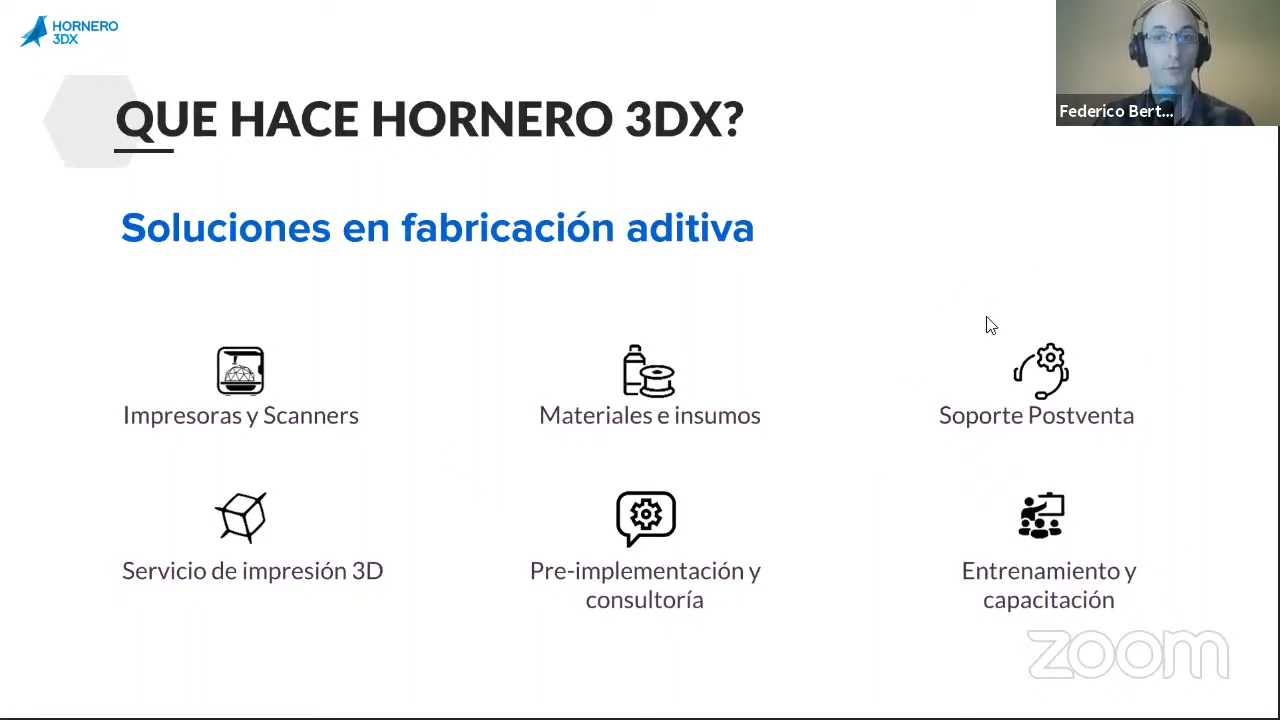 HORNERO
3DX
Federico Bert...
QUE HACE HORNERO 3DX?
Soluciones en fabricación aditiva
Impresoras y Scanners
Materiales e insumos
Soporte Postventa
Servicio de impresión 3D
Pre-implementación y
consultoría
Entrenamiento y
capacitación
zoom